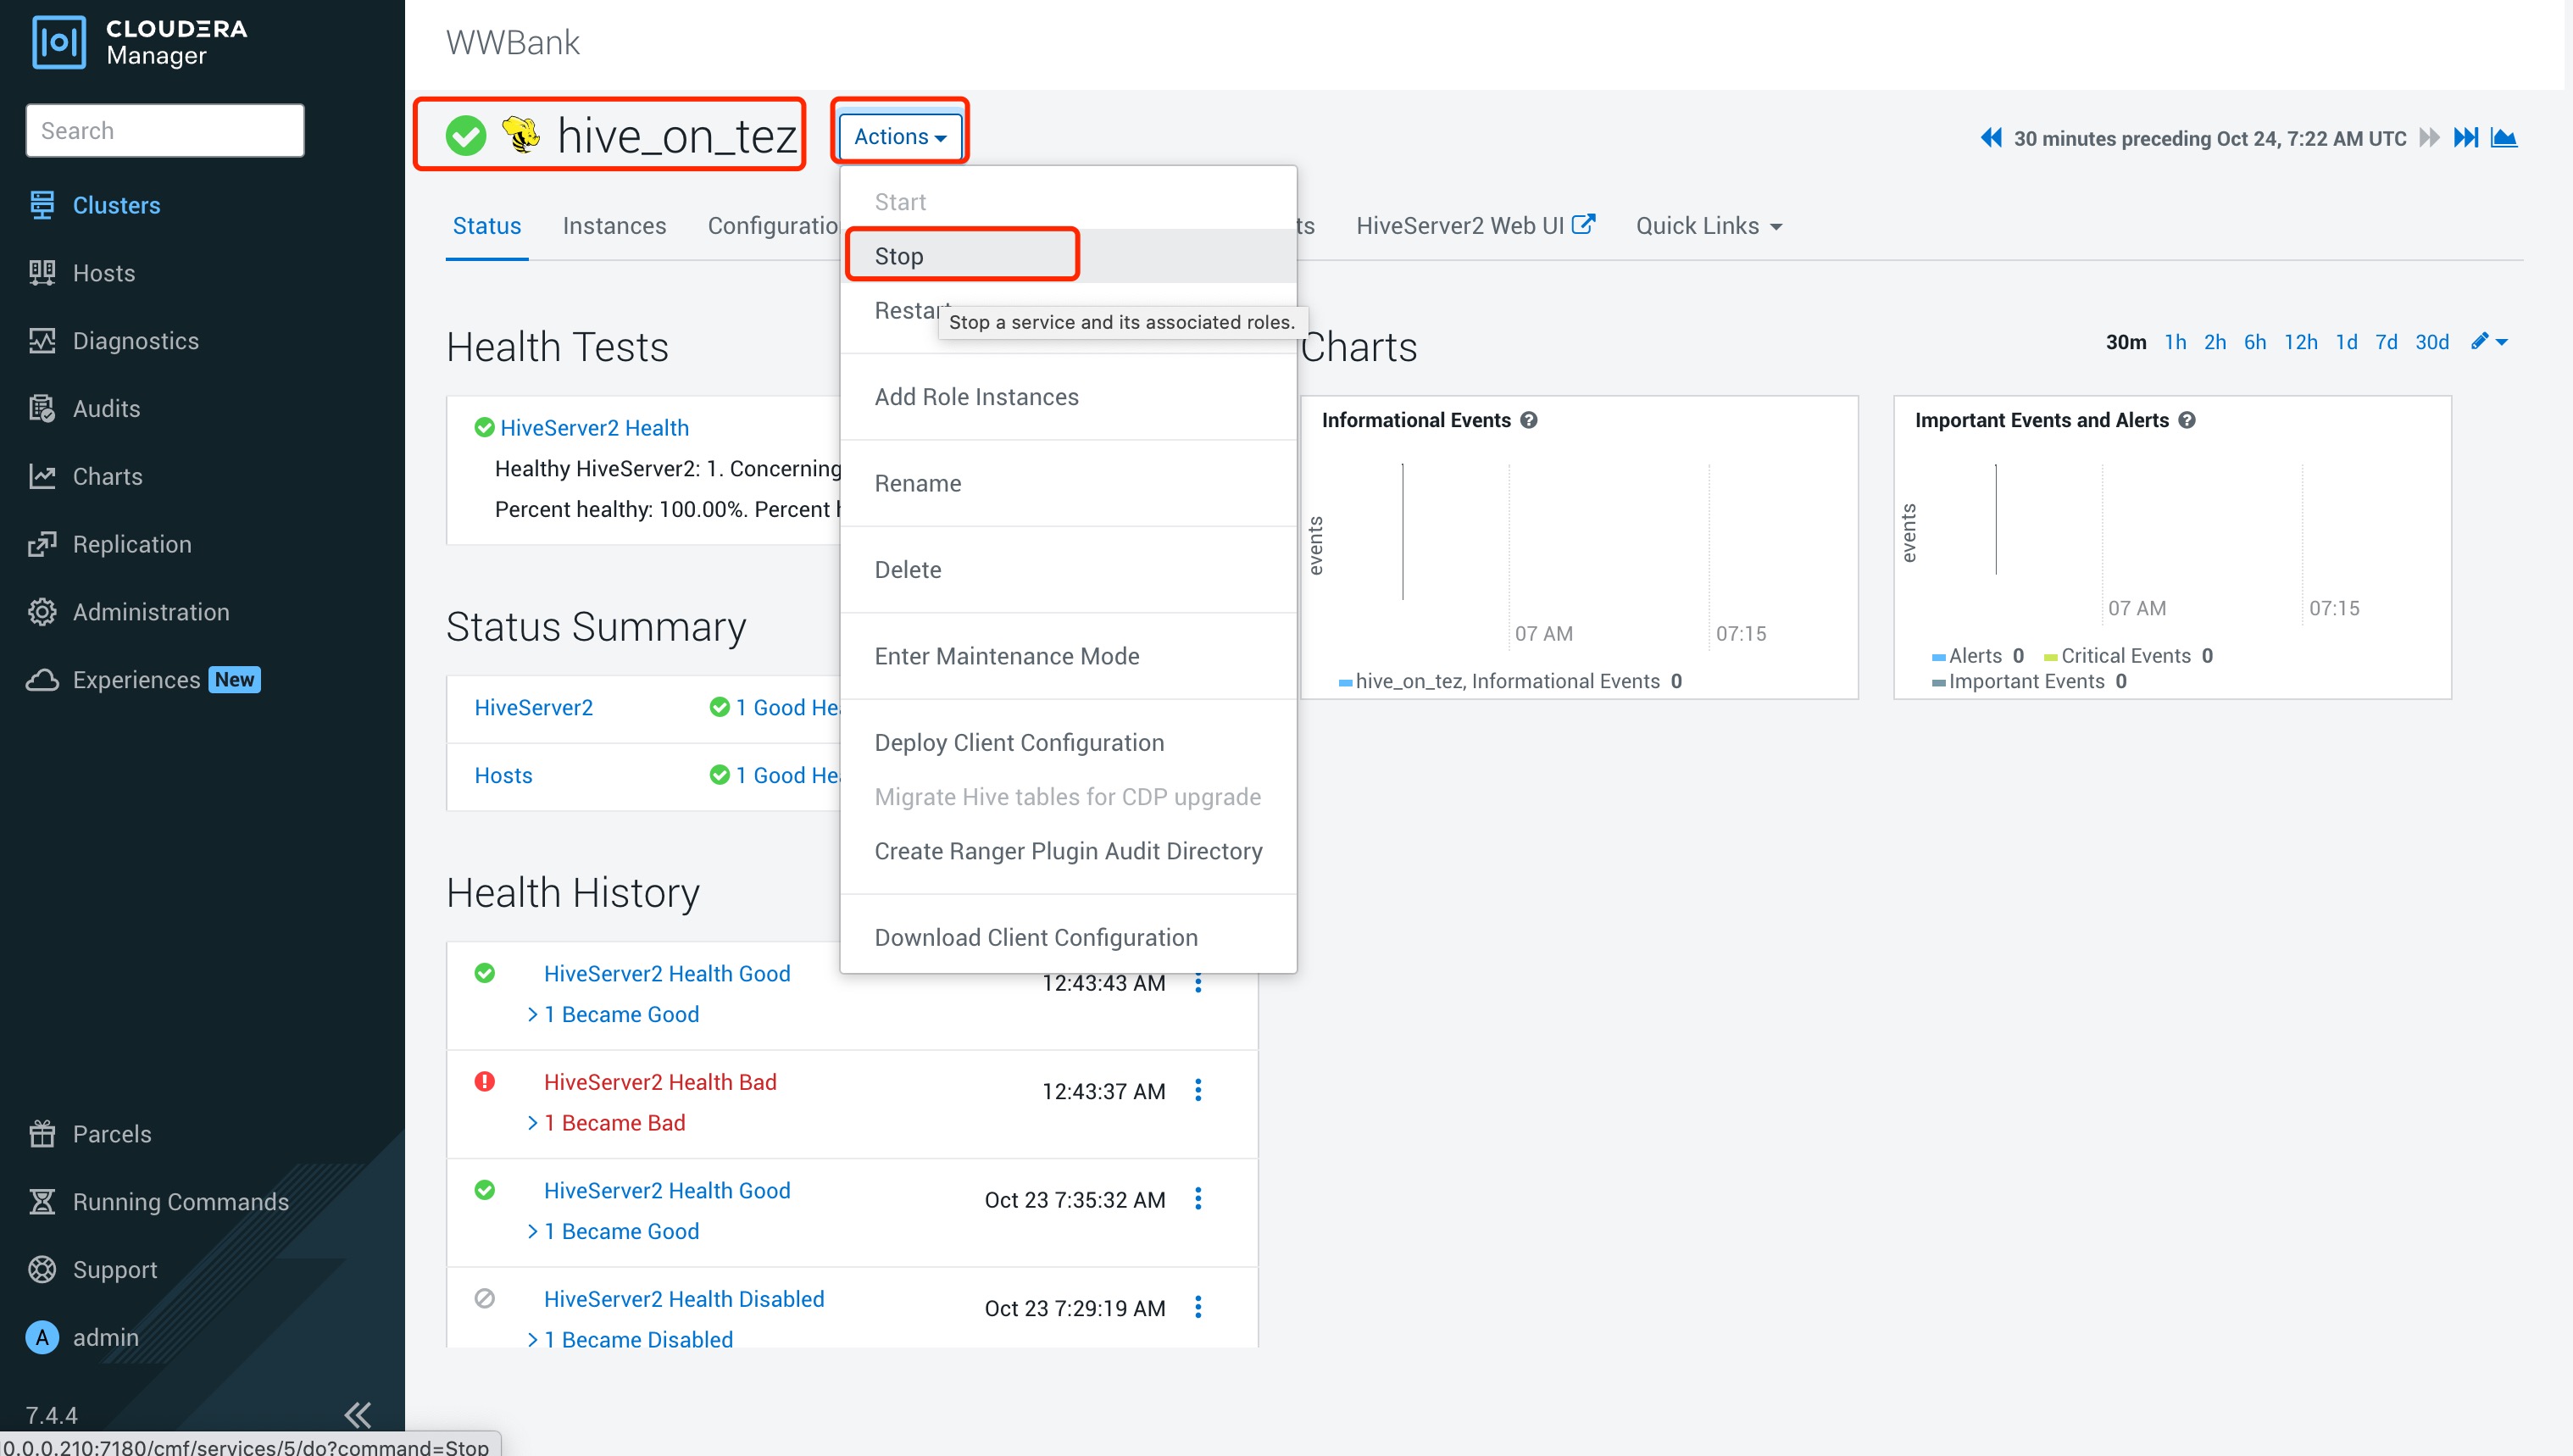 CLOUDERA
Manager
Search
Clusters
Hosts
Diagnostics
Audits
Charts
Replication
Administration
Experiences New
Parcels
Running Commands
Support
A admin
7.4.4
0.0.0.210:7180/cmf/services/5/do?command=Stop
WWBank
hive_on_tez
Actions
30 minutes preceding Oct 24, 7:22 AM UTC
Status Instances Configuratio ts HiveServer2 Web UI Quick Links
Start
Stop
Restart
Stop a service and its associated roles.
Add Role Instances
Rename
Delete
Enter Maintenance Mode
Deploy Client Configuration
Migrate Hive tables for CDP upgrade
Create Ranger Plugin Audit Directory
Download Client Configuration
Health Tests
HiveServer2 Health
Healthy HiveServer2: 1. Concerning
Percent healthy: 100.00%. Percent h
Status Summary
HiveServer2 1 Good Hea
Hosts 1 Good Hea
Health History
HiveServer2 Health Good 12:43:43 AM
1 Became Good
HiveServer2 Health Bad 12:43:37 AM
1 Became Bad
HiveServer2 Health Good Oct 23 7:35:32 AM
1 Became Good
HiveServer2 Health Disabled Oct 23 7:29:19 AM
1 Became Disabled
Charts
30m 1h 2h 6h 12h 1d 7d 30d
Informational Events
events
07 AM 07:15
hive_on_tez, Informational Events 0
Important Events and Alerts
events
07 AM 07:15
Alerts 0 Critical Events 0
Important Events 0